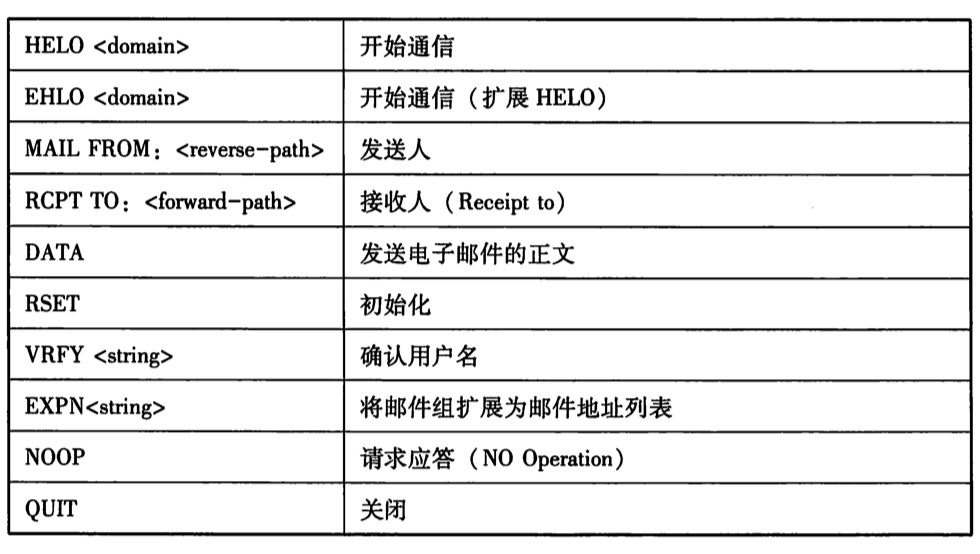 HELO <domain> 开始通信
EHLO <domain> 开始通信（扩展 HELO）
MAIL FROM：<reverse-path> 发送人
RCPT TO：<forward-path> 接收人（Receipt to）
DATA 发送电子邮件的正文
RSET 初始化
VRFY <string> 确认用户名
EXPN<string> 将邮件组扩展为邮件地址列表
NOOP 请求应答（NO Operation）
QUIT 关闭